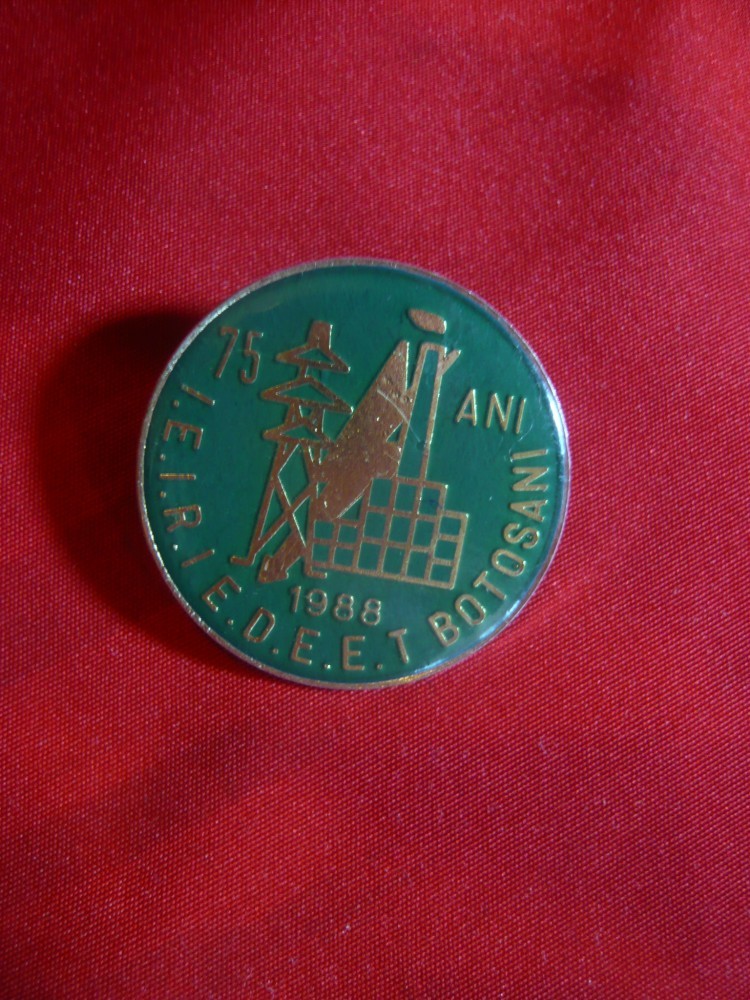 75 ANI
I.E.I.R.I E.D.E.E.T BOTOSANI
1988